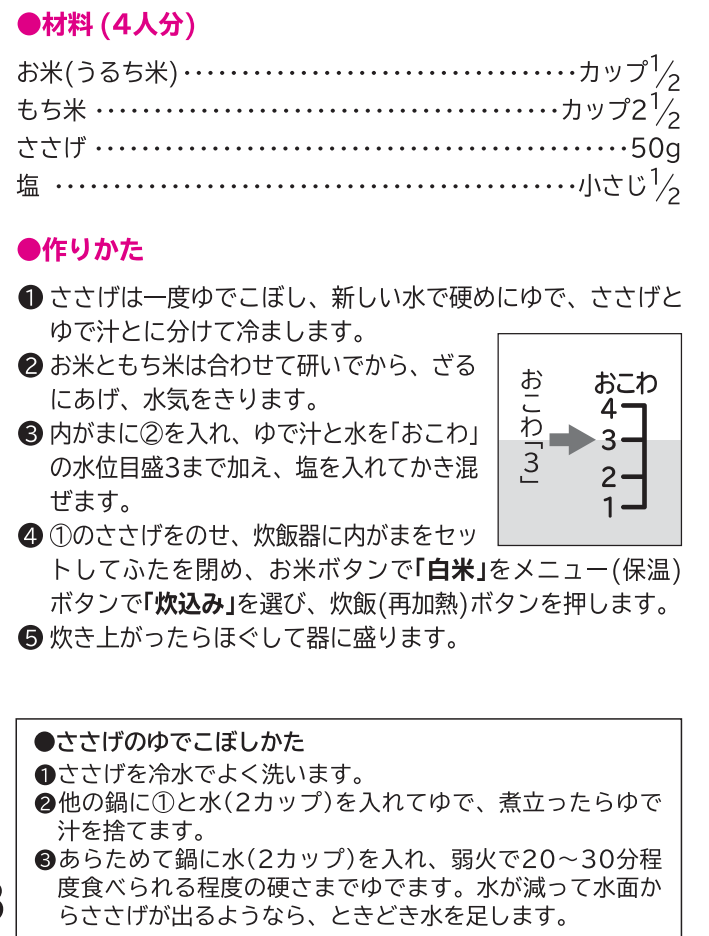 ●材料 (4人分)
お米(うるち米)・・・・・・・・・・・・・・・・・・・・・・・・・・・・・・・・・・カップ1/2
もち米・・・・・・・・・・・・・・・・・・・・・・・・・・・・・・・・・・・・・・・・カップ2 1/2
ささげ・・・・・・・・・・・・・・・・・・・・・・・・・・・・・・・・・・・・・・・・・・・・・・50g
塩・・・・・・・・・・・・・・・・・・・・・・・・・・・・・・・・・・・・・・・・・・・・・小さじ1/2
●作りかた
❶ささげは一度ゆでこぼし、新しい水で硬めにゆで、ささげと
ゆで汁とに分けて冷まします。
❷お米ともち米は合わせて研いでから、ざる
にあげ、水気をきります。
❸内がまに②を入れ、ゆで汁と水を「おこわ」
の水位目盛3まで加え、塩を入れてかき混
ぜます。
❹①のささげをのせ、炊飯器に内がまをセッ
トしてふたを閉め、お米ボタンで「白米」をメニュー(保温)
ボタンで「炊込み」を選び、炊飯(再加熱)ボタンを押します。
❺炊き上がったらほぐして器に盛ります。
おこわ「3」
おこわ
4
3
2
1
●ささげのゆでこぼしかた
❶ささげを冷水でよく洗います。
❷他の鍋に①と水(2カップ)を入れてゆで、煮立ったらゆで
汁を捨てます。
❸あらためて鍋に水(2カップ)を入れ、弱火で20〜30分程
度食べられる程度の硬さまでゆでます。水が減って水面か
らささげが出るようなら、ときどき水を足します。